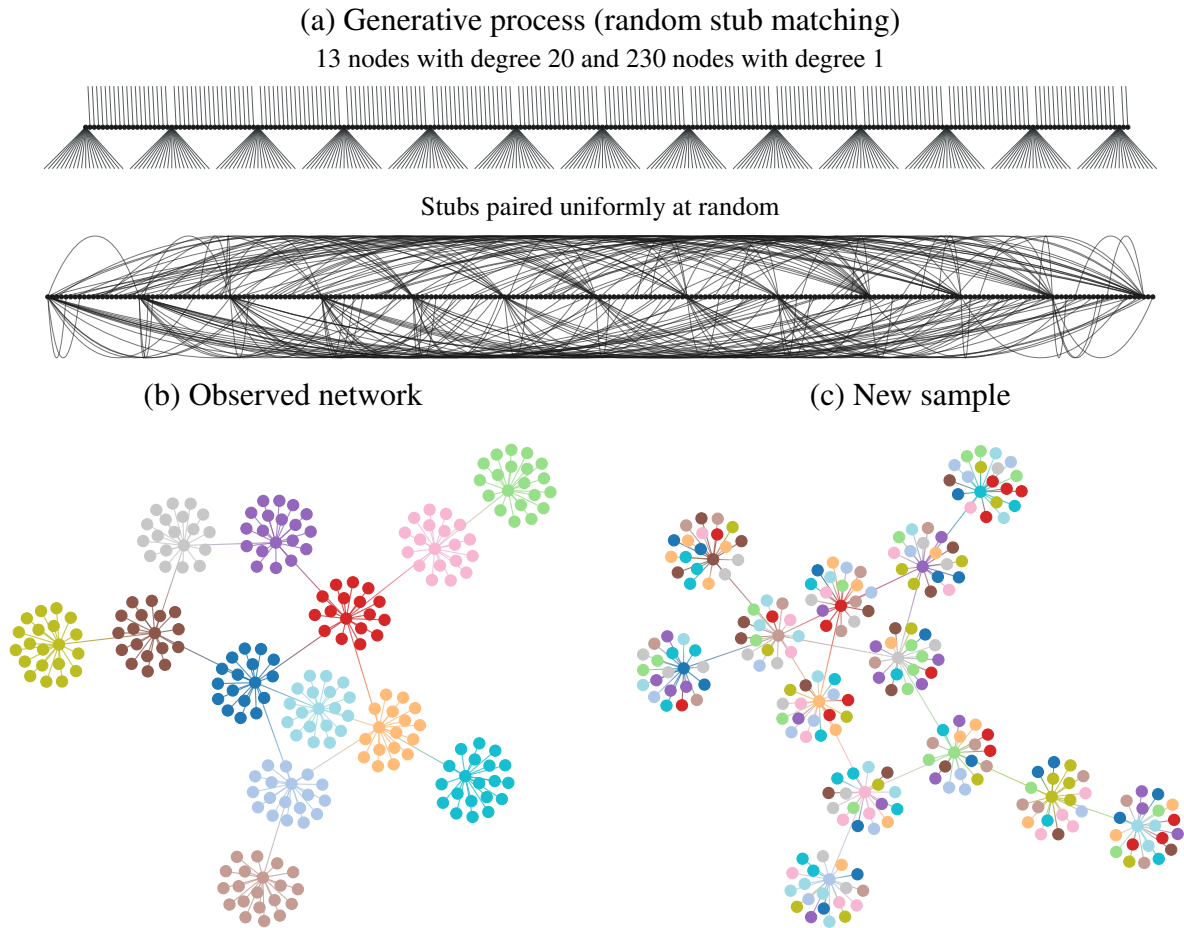 (a) Generative process (random stub matching)
13 nodes with degree 20 and 230 nodes with degree 1
Stubs paired uniformly at random
(b) Observed network
(c) New sample